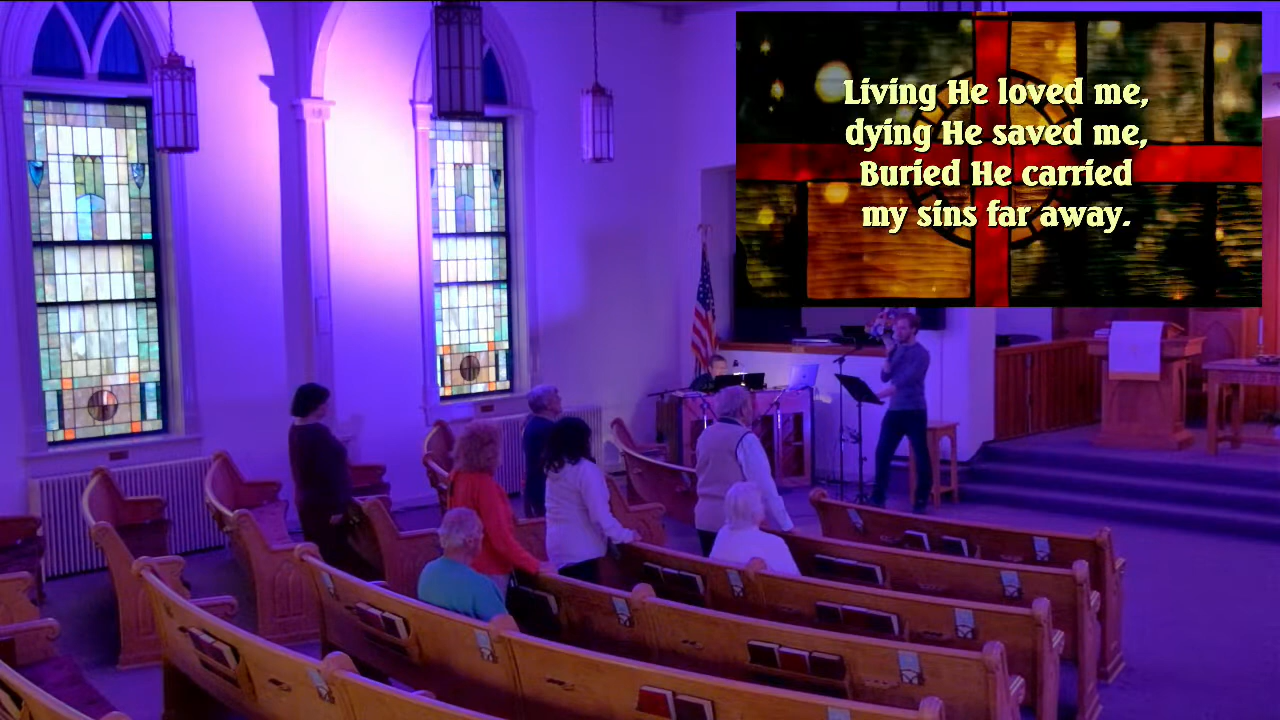 Living He loved me,
dying He saved me,
Buried He carried
my sins far away.